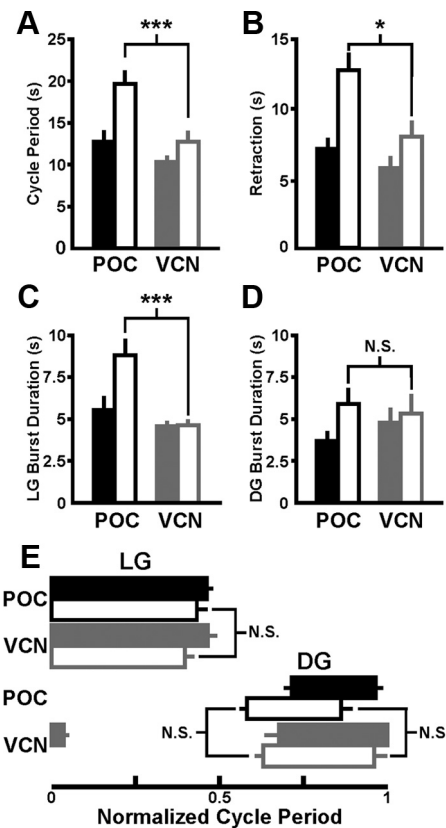 A
B
***
*
Cycle Period (s)
25
20
15
10
5
0
POC VCN
Retraction (s)
15
10
5
0
POC VCN
C
D
***
N.S.
LG Burst Duration (s)
10
7.5
5
2.5
0
POC VCN
DG Burst Duration (s)
10
7.5
5
2.5
0
POC VCN
E
LG
POC
VCN
N.S.
DG
POC
VCN
N.S.
N.S
0 0.5 1
Normalized Cycle Period